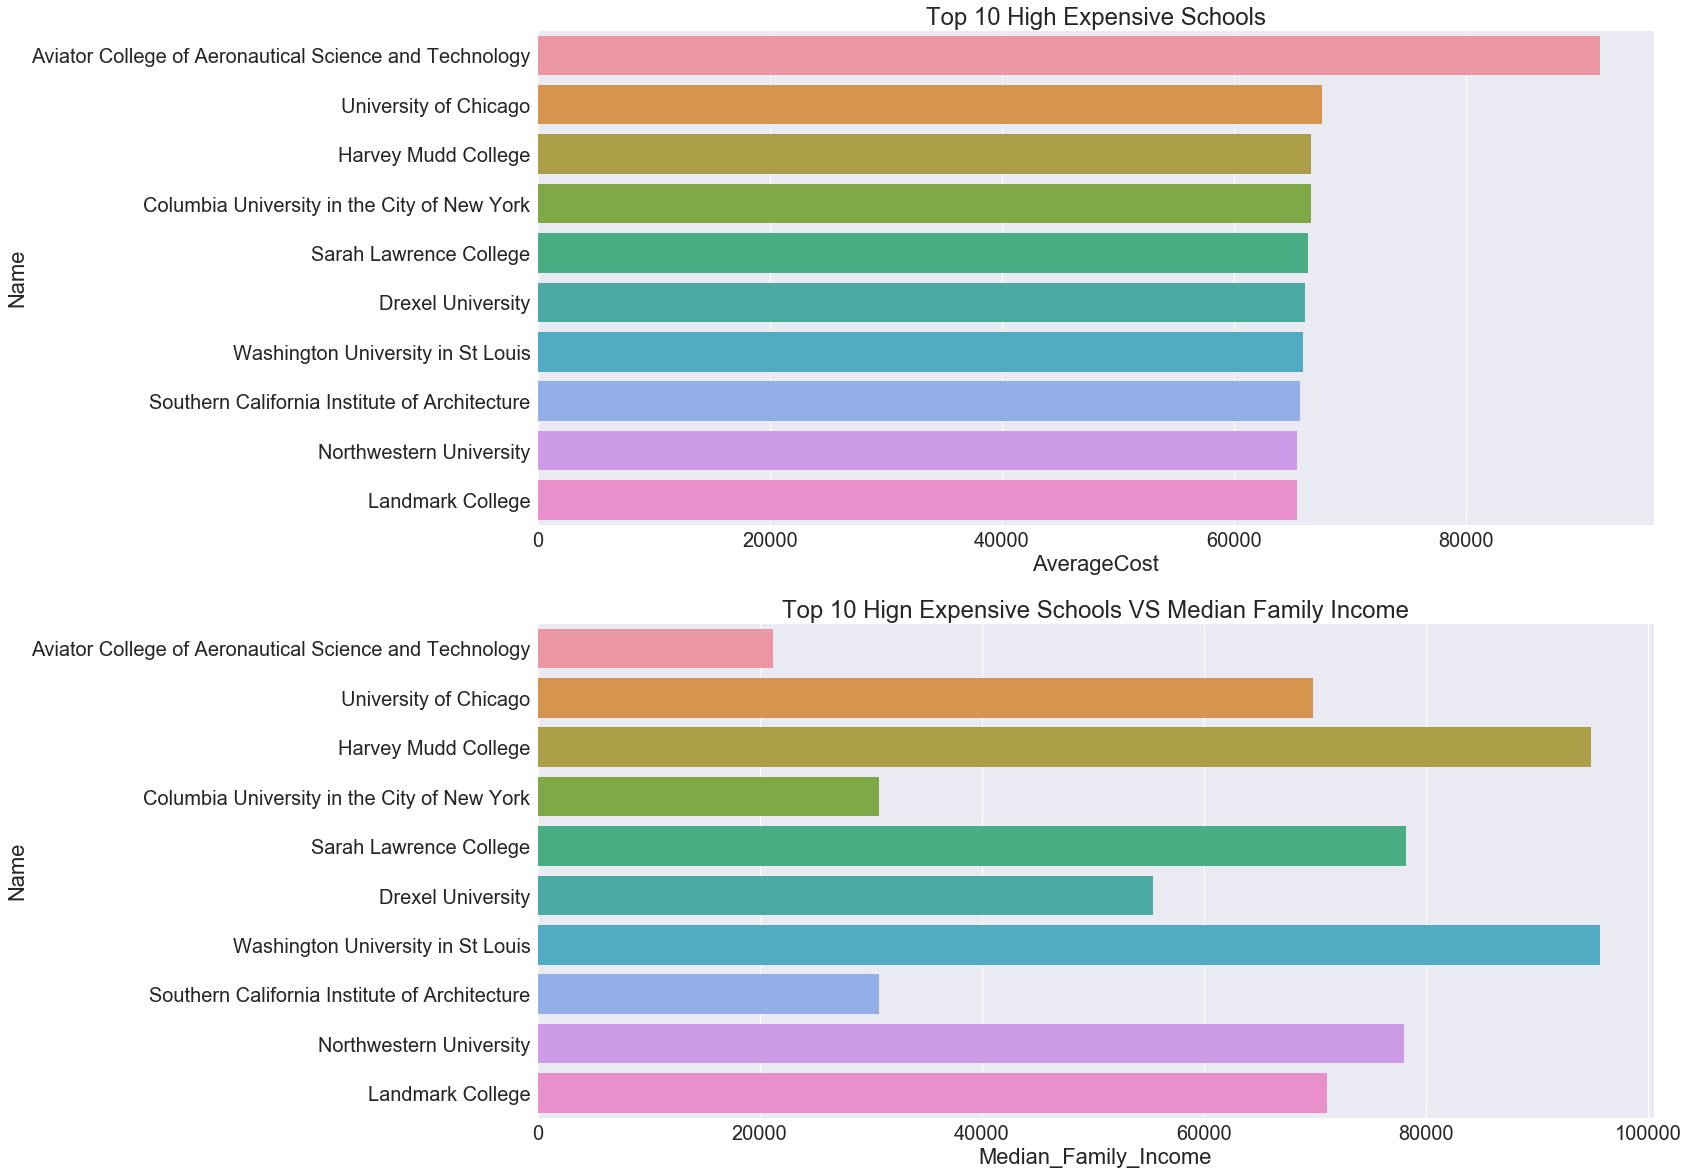 Top 10 High Expensive Schools
Aviator College of Aeronautical Science and Technology
University of Chicago
Harvey Mudd College
Columbia University in the City of New York
Sarah Lawrence College
Drexel University
Washington University in St Louis
Southern California Institute of Architecture
Northwestern University
Landmark College
Name
0 20000 40000 60000 80000
AverageCost
Top 10 Hign Expensive Schools VS Median Family Income
Aviator College of Aeronautical Science and Technology
University of Chicago
Harvey Mudd College
Columbia University in the City of New York
Sarah Lawrence College
Drexel University
Washington University in St Louis
Southern California Institute of Architecture
Northwestern University
Landmark College
Name
0 20000 40000 60000 80000 100000
Median_Family_Income